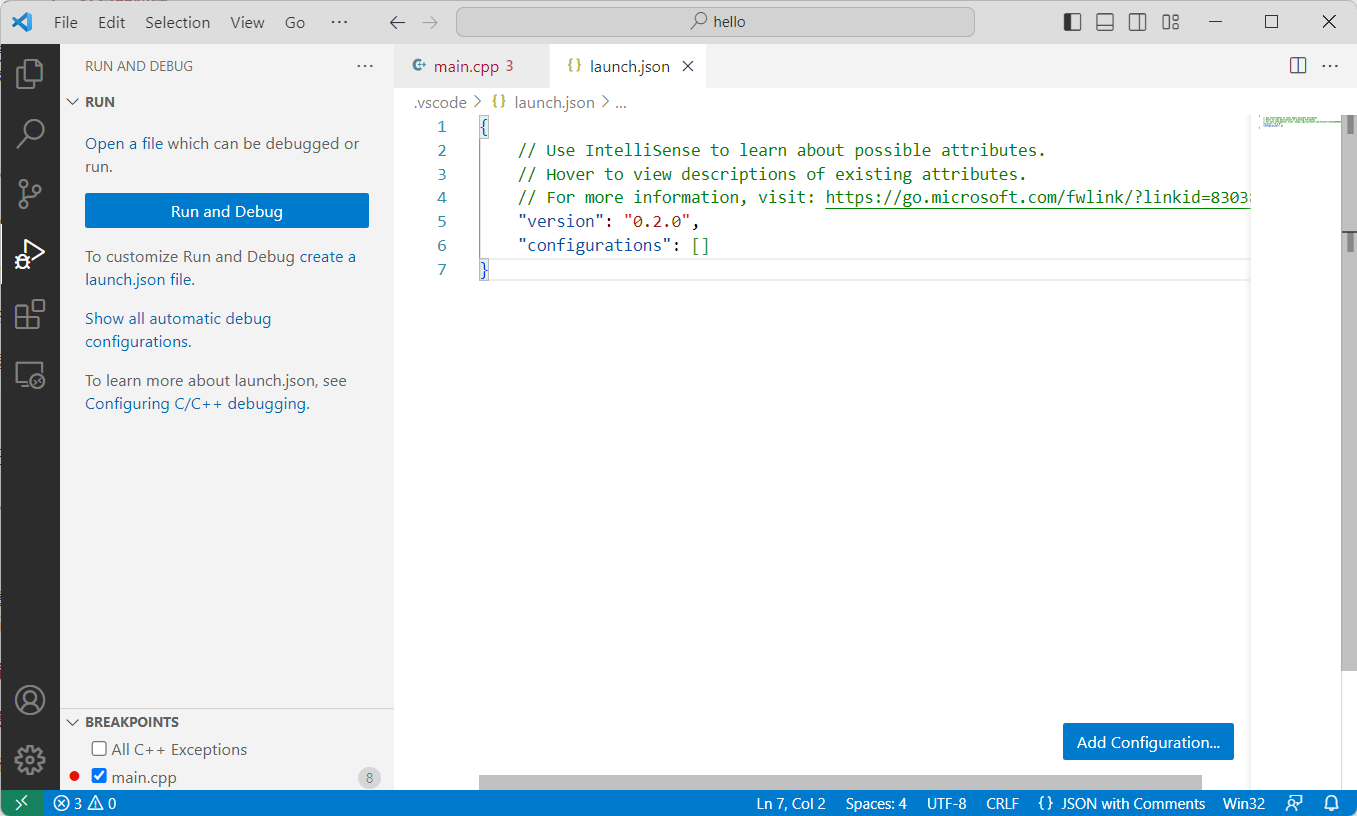 File Edit Selection View Go ··· hello
RUN AND DEBUG ···
RUN
Open a file which can be debugged or
run.
Run and Debug
To customize Run and Debug create a
launch.json file.
Show all automatic debug
configurations.
To learn more about launch.json, see
Configuring C/C++ debugging.
BREAKPOINTS
All C++ Exceptions
main.cpp 8
main.cpp 3 {} launch.json
.vscode > {} launch.json > ...
1 {
2 // Use IntelliSense to learn about possible attributes.
3 // Hover to view descriptions of existing attributes.
4 // For more information, visit: https://go.microsoft.com/fwlink/?linkid=8303
5 "version": "0.2.0",
6 "configurations": []
7 }
Add Configuration...
3 0 Ln 7, Col 2 Spaces: 4 UTF-8 CRLF {} JSON with Comments Win32